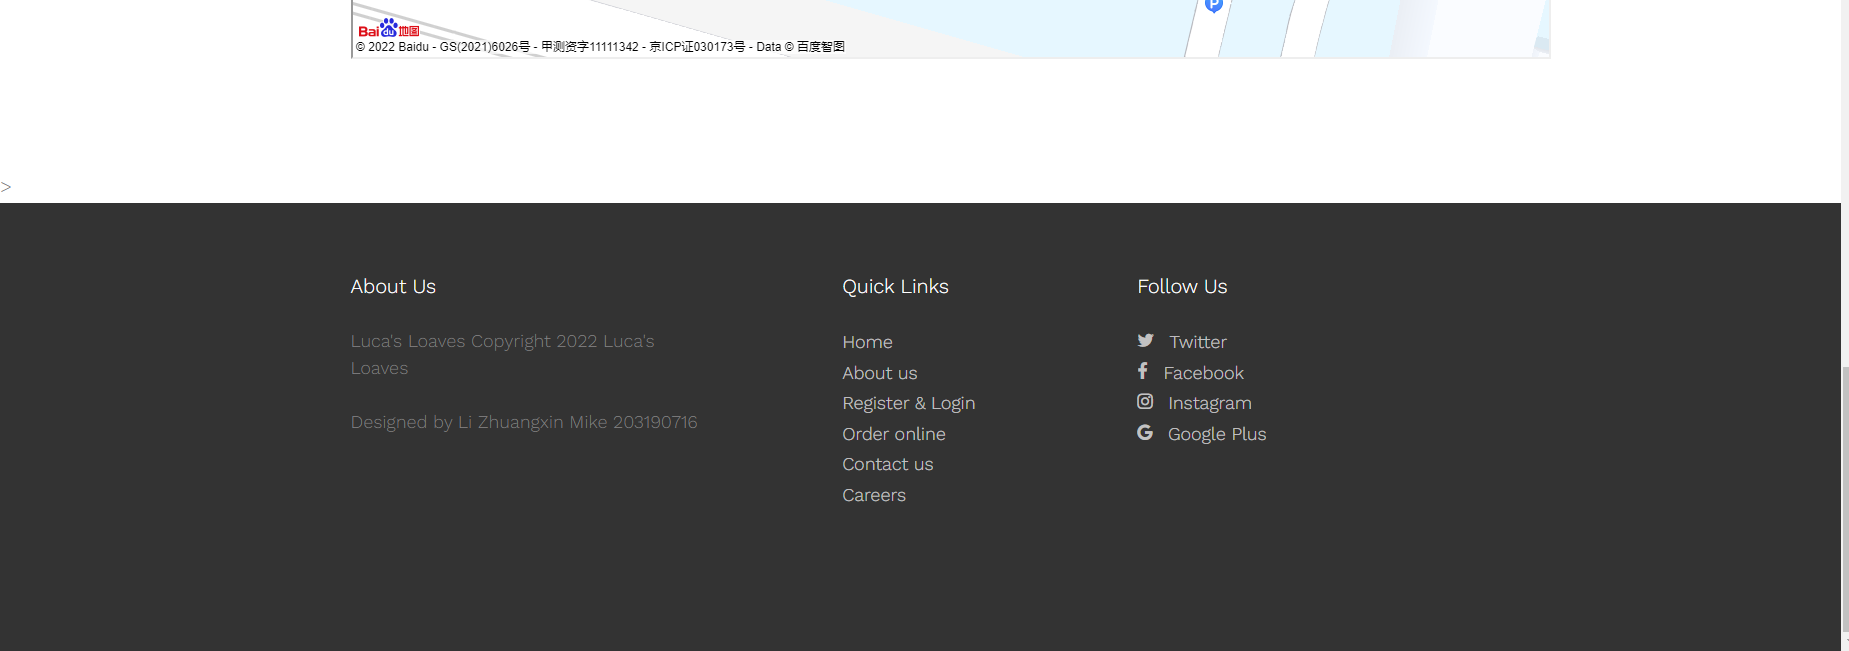 Bai du 地图
© 2022 Baidu - GS(2021)6026号 - 甲测资字11111342 - 京ICP证030173号 - Data © 百度智图
P
>
About Us
Luca's Loaves Copyright 2022 Luca's
Loaves
Designed by Li Zhuangxin Mike 203190716
Quick Links
Home
About us
Register & Login
Order online
Contact us
Careers
Follow Us
Twitter
Facebook
Instagram
Google Plus